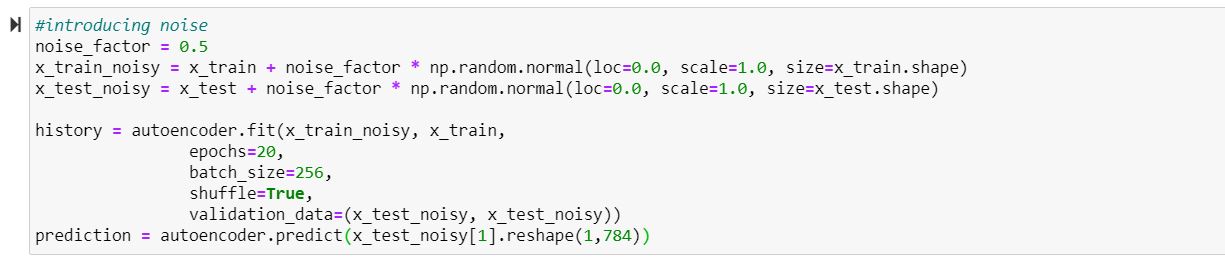 #introducing noise
noise_factor = 0.5
x_train_noisy = x_train + noise_factor * np.random.normal(loc=0.0, scale=1.0, size=x_train.shape)
x_test_noisy = x_test + noise_factor * np.random.normal(loc=0.0, scale=1.0, size=x_test.shape)
history = autoencoder.fit(x_train_noisy, x_train,
epochs=20,
batch_size=256,
shuffle=True,
validation_data=(x_test_noisy, x_test_noisy))
prediction = autoencoder.predict(x_test_noisy[1].reshape(1,784))